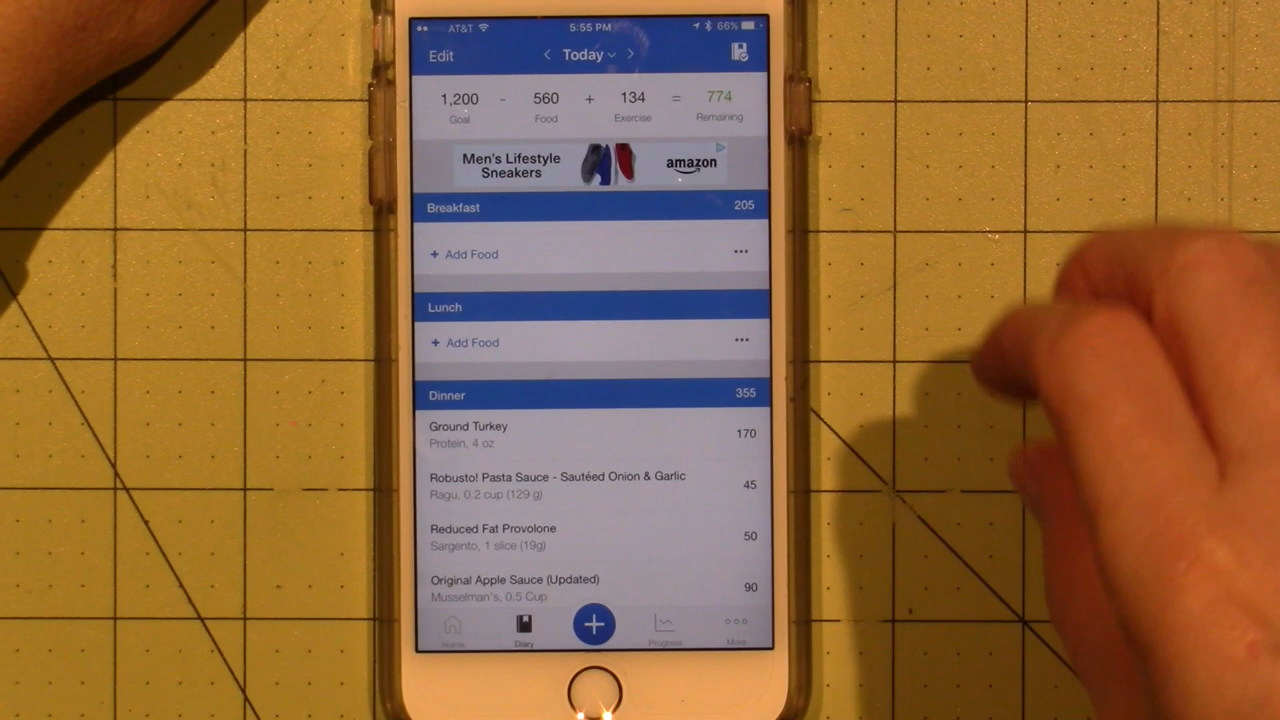 AT&T 5:55 PM 66%
Edit Today
1,200 - 560 + 134 = 774
Goal Food Exercise Remaining
Men's Lifestyle
Sneakers
amazon
Breakfast 205
+ Add Food ...
Lunch
+ Add Food ...
Dinner 355
Ground Turkey
Protein, 4 oz
170
Robusto! Pasta Sauce - Sautéed Onion & Garlic
Ragu, 0.2 cup (129 g)
45
Reduced Fat Provolone
Sargento, 1 slice (19g)
50
Original Apple Sauce (Updated)
Musselman's, 0.5 Cup
90
Home Diary + Progress More